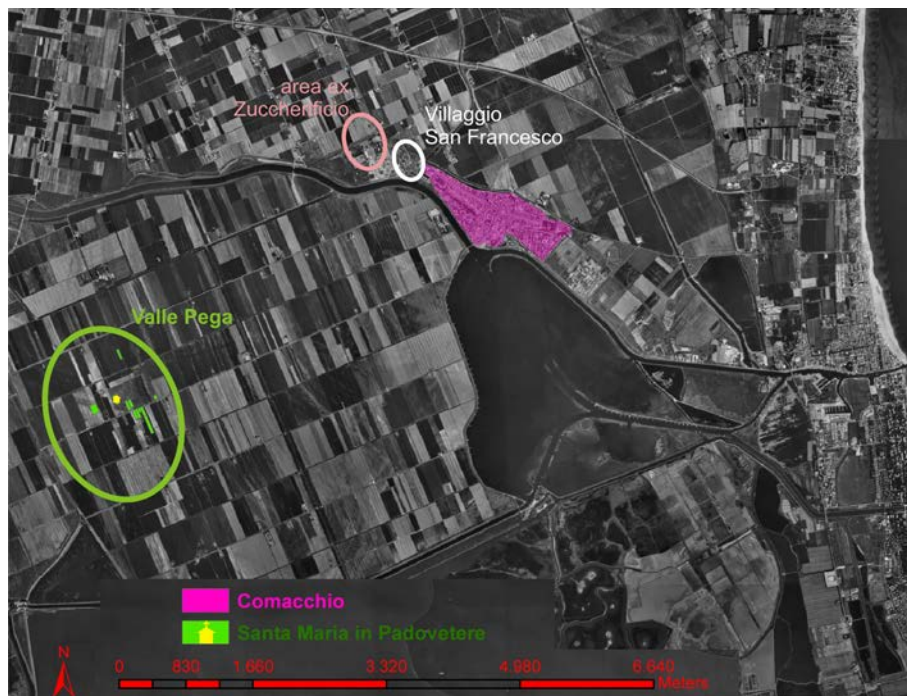 area ex
Zuccherificio
Villaggio
San Francesco
Valle Pega
Comacchio
Santa Maria in Padovetere
N
0 830 1.660 3.320 4.980 6.640
Meters